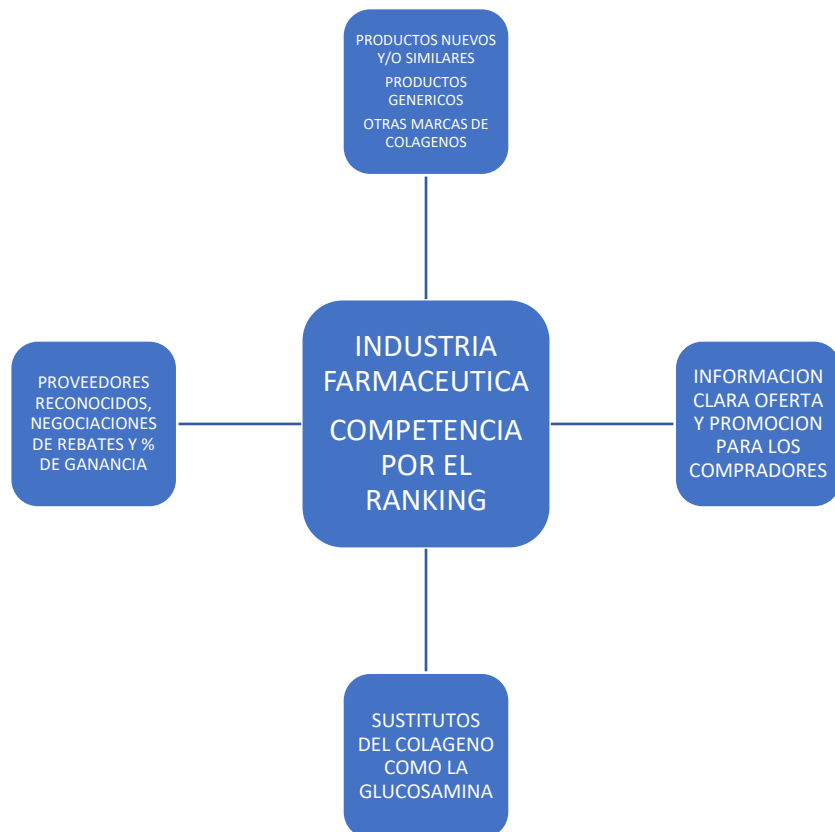 PRODUCTOS NUEVOS
Y/O SIMILARES
PRODUCTOS
GENERICOS
OTRAS MARCAS DE
COLAGENOS
PROVEEDORES
RECONOCIDOS,
NEGOCIACIONES
DE REBATES Y %
DE GANANCIA
INDUSTRIA
FARMACEUTICA
COMPETENCIA
POR EL
RANKING
INFORMACION
CLARA OFERTA
Y PROMOCION
PARA LOS
COMPRADORES
SUSTITUTOS
DEL COLAGENO
COMO LA
GLUCOSAMINA